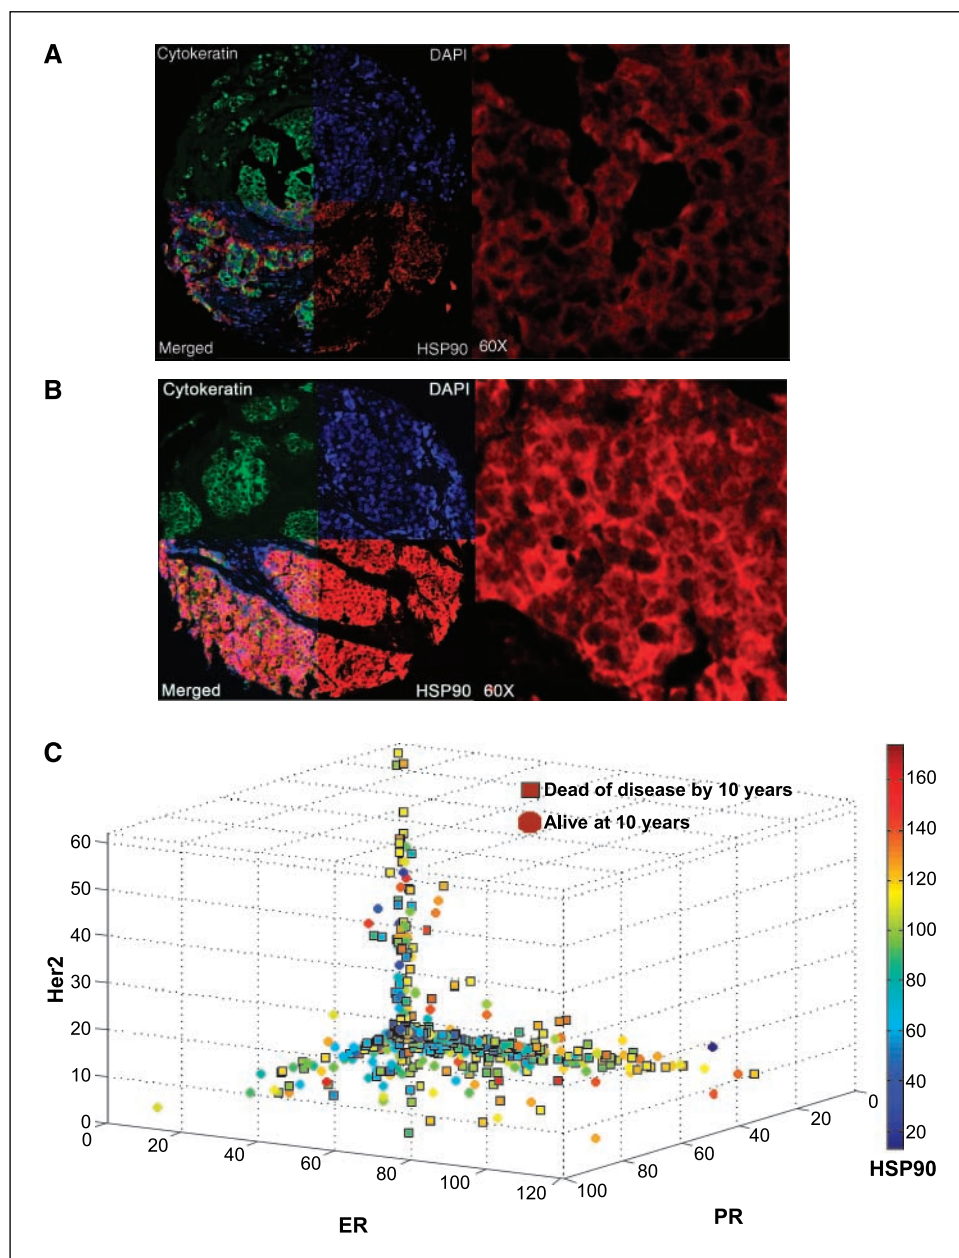 A
Cytokeratin DAPI
Merged HSP90 60X
B
Cytokeratin DAPI
Merged HSP90 60X
C
Dead of disease by 10 years
Alive at 10 years
Her2
60
50
40
30
20
10
0
0 20 40 60 80 100 120
ER
100 80 60 40 20 0
PR
160
140
120
100
80
60
40
20
HSP90